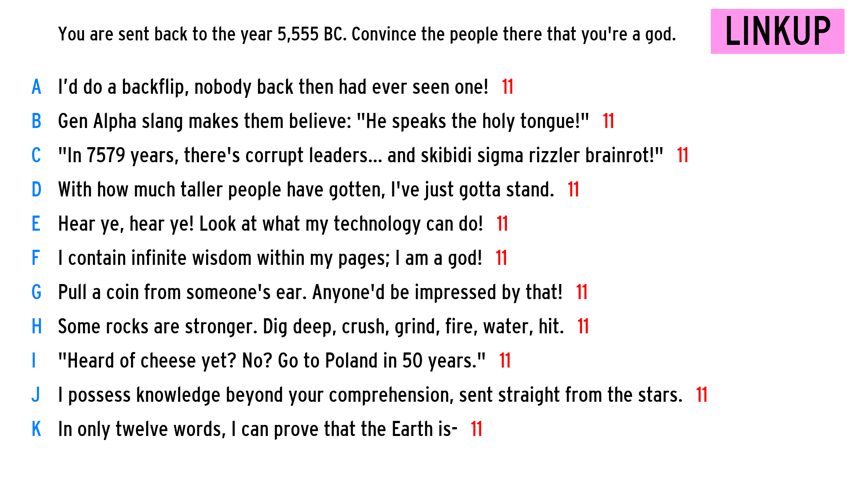 You are sent back to the year 5,555 BC. Convince the people there that you're a god.
LINKUP
A I'd do a backflip, nobody back then had ever seen one! 11
B Gen Alpha slang makes them believe: "He speaks the holy tongue!" 11
C "In 7579 years, there's corrupt leaders... and skibidi sigma rizzler brainrot!" 11
D With how much taller people have gotten, I've just gotta stand. 11
E Hear ye, hear ye! Look at what my technology can do! 11
F I contain infinite wisdom within my pages; I am a god! 11
G Pull a coin from someone's ear. Anyone'd be impressed by that! 11
H Some rocks are stronger. Dig deep, crush, grind, fire, water, hit. 11
I "Heard of cheese yet? No? Go to Poland in 50 years." 11
J I possess knowledge beyond your comprehension, sent straight from the stars. 11
K In only twelve words, I can prove that the Earth is- 11